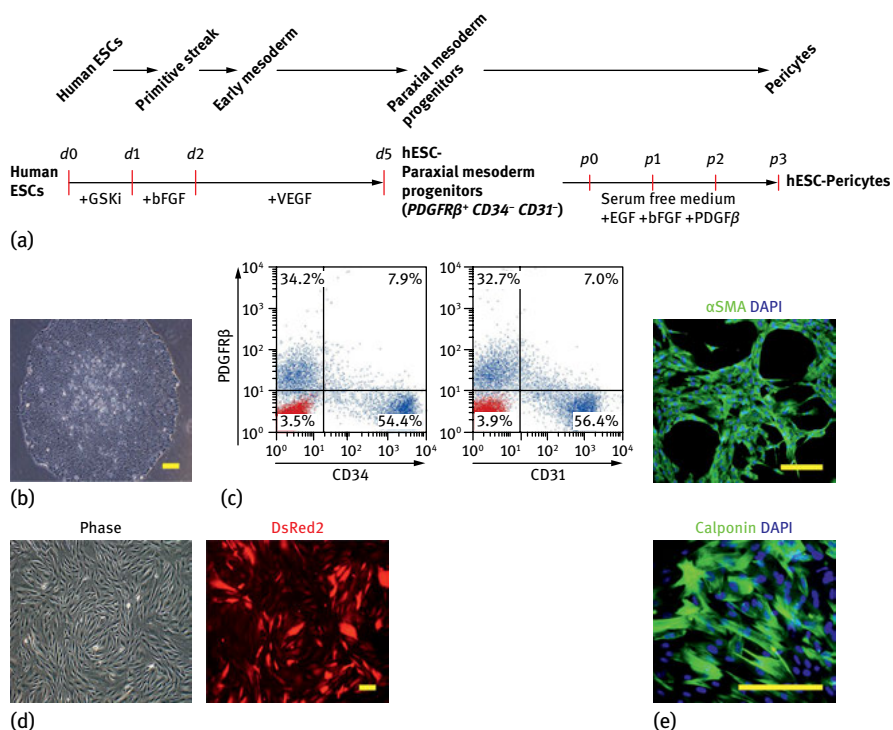 Human ESCs
Primitive streak
Early mesoderm
Paraxial mesoderm
progenitors
Pericytes
d0
d1
d2
d5
hESC-
Paraxial mesoderm
progenitors
(PDGFRβ⁺ CD34⁻ CD31⁻)
p0
p1
p2
p3
Human
ESCs
+GSKi
+bFGF
+VEGF
Serum free medium
+EGF +bFGF +PDGFβ
hESC-Pericytes
(a)
(b)
PDGFRβ
10⁴
10³
10²
10¹
10⁰
34.2%
7.9%
3.5%
54.4%
10⁰ 10¹ 10² 10³ 10⁴
CD34
10⁴
10³
10²
10¹
10⁰
32.7%
7.0%
3.9%
56.4%
10⁰ 10¹ 10² 10³ 10⁴
CD31
(c)
αSMA DAPI
Phase
DsRed2
(d)
Calponin DAPI
(e)